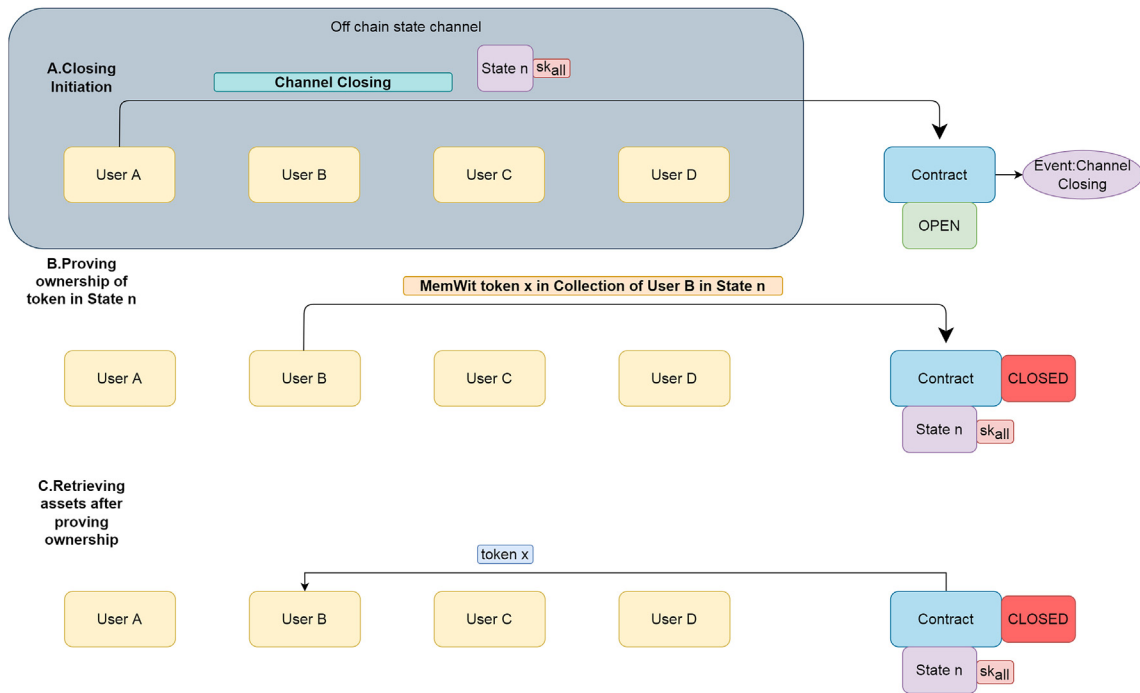 Off chain state channel
A.Closing
Initiation
Channel Closing
State n
skall
User A
User B
User C
User D
Contract
Event:Channel
Closing
OPEN
B.Proving
ownership of
token in State n
MemWit token x in Collection of User B in State n
User A
User B
User C
User D
Contract
CLOSED
State n
skall
C.Retrieving
assets after
proving
ownership
token x
User A
User B
User C
User D
Contract
CLOSED
State n
skall